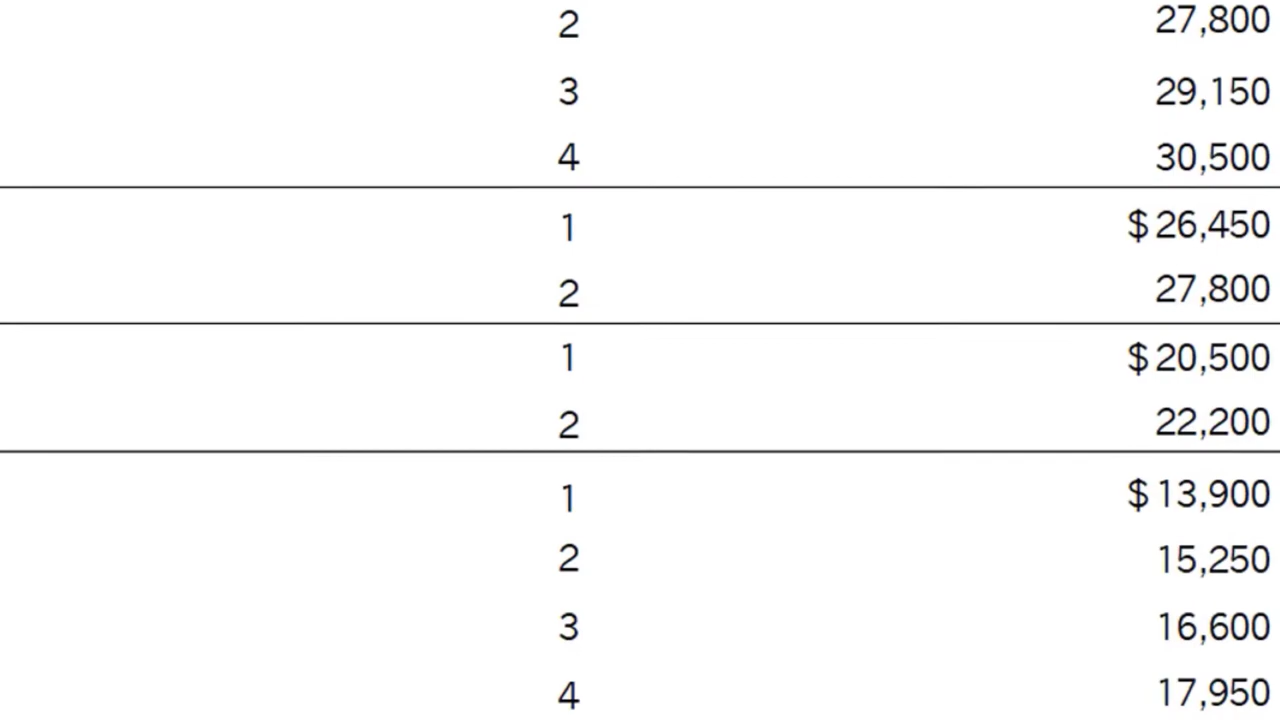 2 27,800
3 29,150
4 30,500
1 $ 26,450
2 27,800
1 $ 20,500
2 22,200
1 $ 13,900
2 15,250
3 16,600
4 17,950